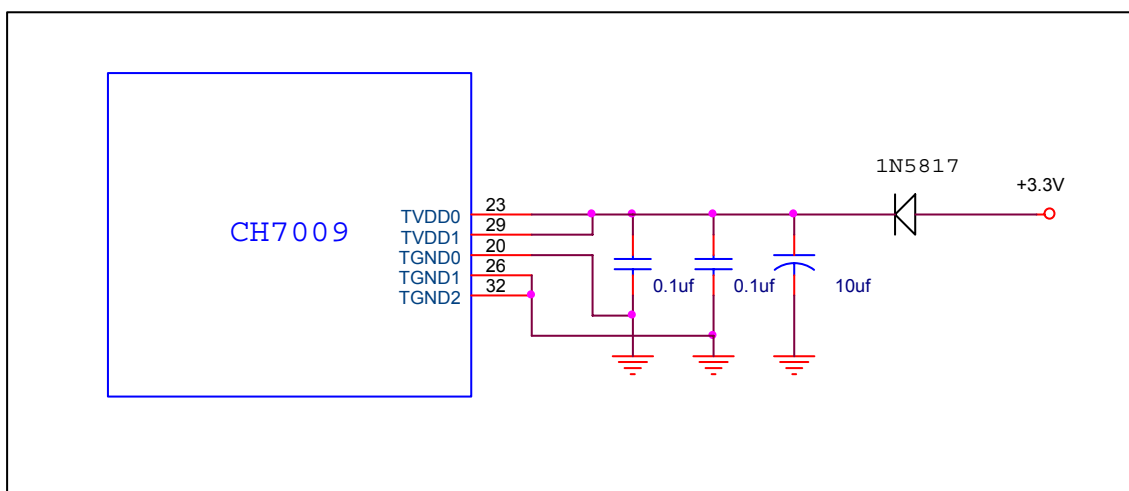 1N5817
+3.3V
CH7009
TVDD0 23
TVDD1 29
TGND0 20
TGND1 26
TGND2 32
0.1uf 0.1uf 10uf